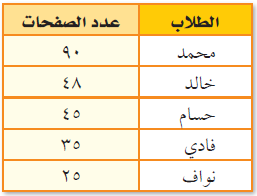 الطلاب عدد الصفحات
محمد ٩٠
خالد ٤٨
حسام ٤٥
فادي ٣٥
نواف ٢٥